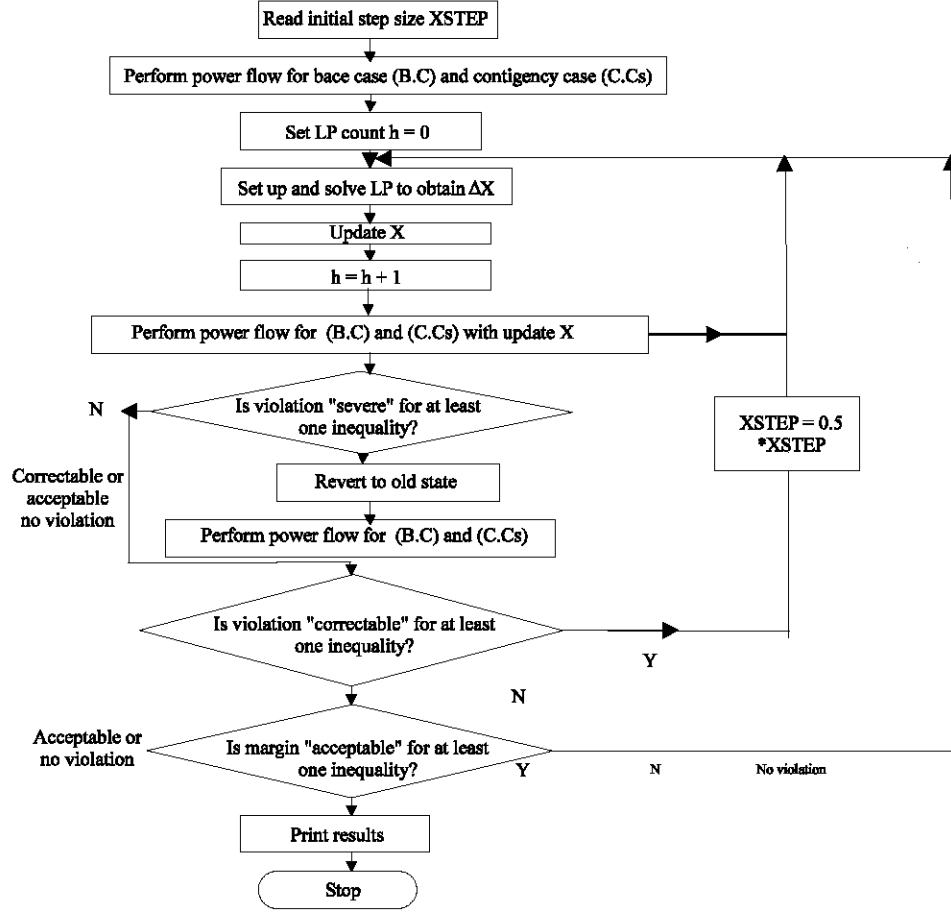 Read initial step size XSTEP
Perform power flow for bace case (B.C) and contigency case (C.Cs)
Set LP count h = 0
Set up and solve LP to obtain ΔX
Update X
h = h + 1
Perform power flow for (B.C) and (C.Cs) with update X
N
Is violation "severe" for at least
one inequality?
XSTEP = 0.5
*XSTEP
Correctable or
acceptable
no violation
Revert to old state
Perform power flow for (B.C) and (C.Cs)
Is violation "correctable" for at least
one inequality?
Y
N
Acceptable or
no violation
Is margin "acceptable" for at least
one inequality?
Y
N
No violation
Print results
Stop